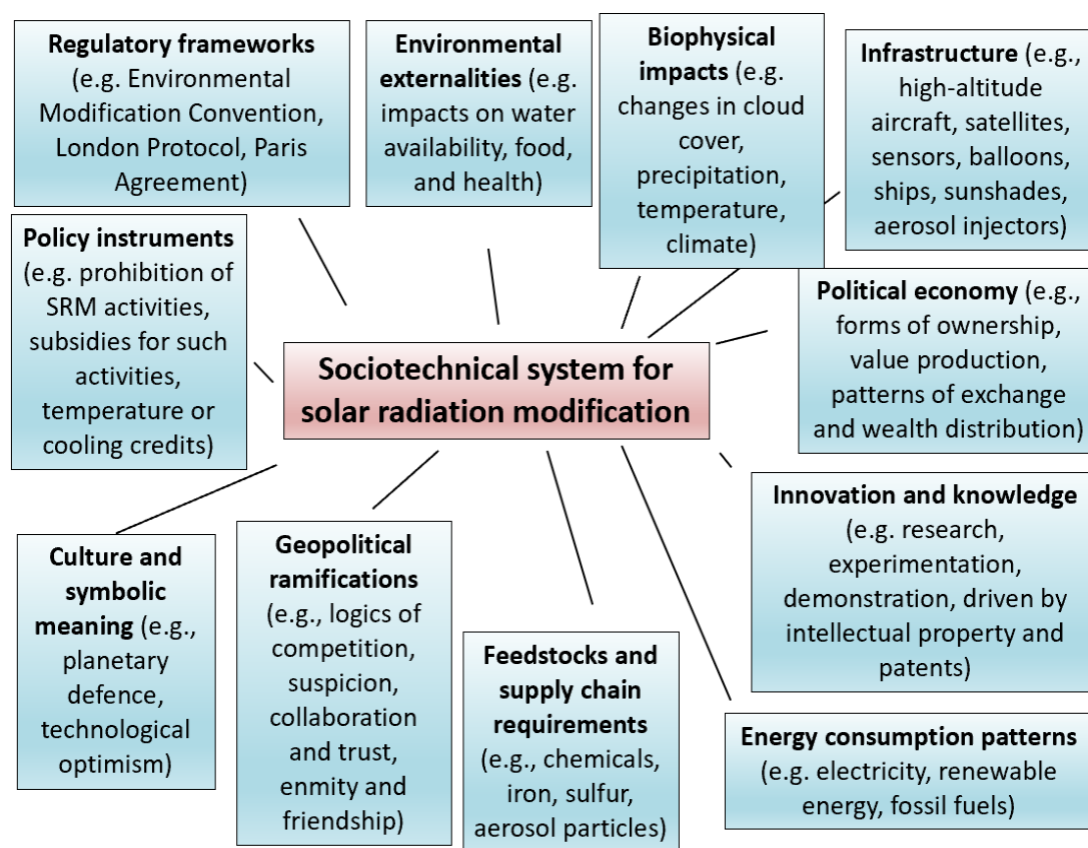 Regulatory frameworks
(e.g. Environmental
Modification Convention,
London Protocol, Paris
Agreement)
Environmental
externalities (e.g.
impacts on water
availability, food,
and health)
Biophysical
impacts (e.g.
changes in cloud
cover,
precipitation,
temperature,
climate)
Infrastructure (e.g.,
high-altitude
aircraft, satellites,
sensors, balloons,
ships, sunshades,
aerosol injectors)
Policy instruments
(e.g. prohibition of
SRM activities,
subsidies for such
activities,
temperature or
cooling credits)
Sociotechnical system for
solar radiation modification
Political economy (e.g.,
forms of ownership,
value production,
patterns of exchange
and wealth distribution)
Culture and
symbolic
meaning (e.g.,
planetary
defence,
technological
optimism)
Geopolitical
ramifications
(e.g., logics of
competition,
suspicion,
collaboration
and trust,
enmity and
friendship)
Feedstocks and
supply chain
requirements
(e.g., chemicals,
iron, sulfur,
aerosol particles)
Innovation and knowledge
(e.g. research,
experimentation,
demonstration, driven by
intellectual property and
patents)
Energy consumption patterns
(e.g. electricity, renewable
energy, fossil fuels)